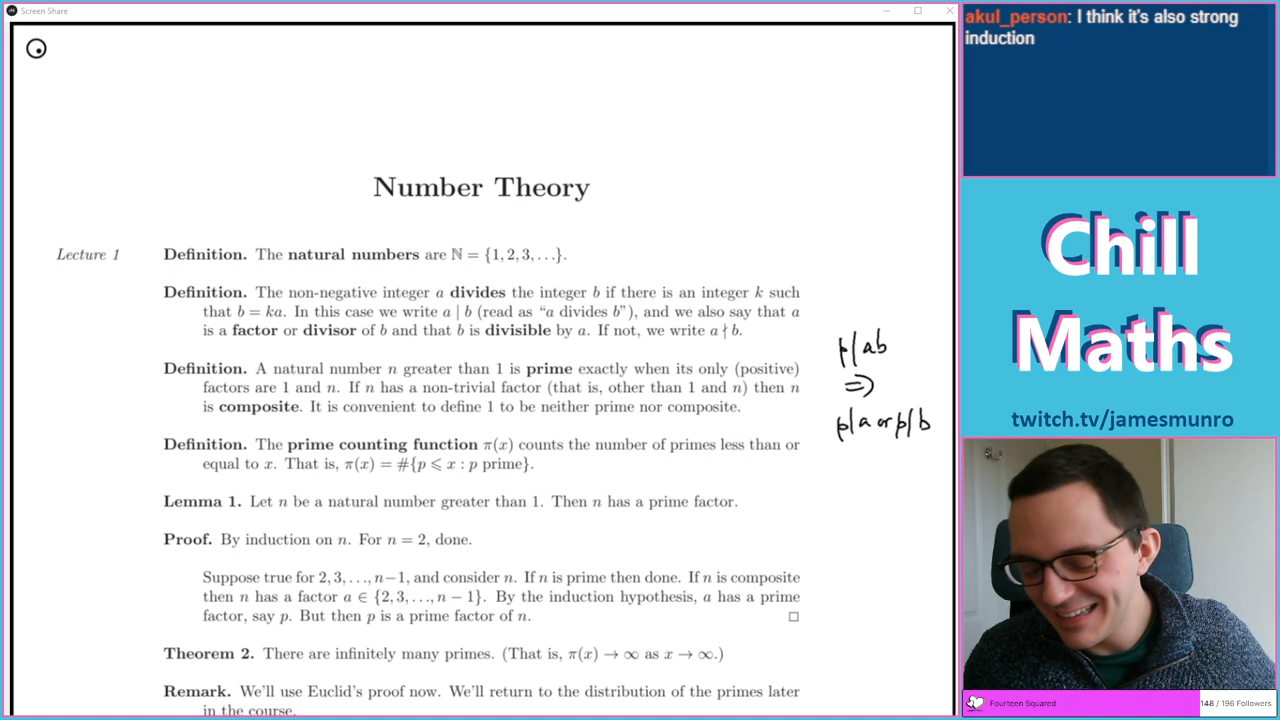 Screen Share
Number Theory
Lecture 1
Definition. The natural numbers are ℕ = {1, 2, 3, . . .}.
Definition. The non-negative integer a divides the integer b if there is an integer k such
that b = ka. In this case we write a | b (read as “a divides b”), and we also say that a
is a factor or divisor of b and that b is divisible by a. If not, we write a ∤ b.
Definition. A natural number n greater than 1 is prime exactly when its only (positive)
factors are 1 and n. If n has a non-trivial factor (that is, other than 1 and n) then n
is composite. It is convenient to define 1 to be neither prime nor composite.
Definition. The prime counting function π(x) counts the number of primes less than or
equal to x. That is, π(x) = #{p ⩽ x : p prime}.
Lemma 1. Let n be a natural number greater than 1. Then n has a prime factor.
Proof. By induction on n. For n = 2, done.
Suppose true for 2, 3, . . . , n−1, and consider n. If n is prime then done. If n is composite
then n has a factor a ∈ {2, 3, . . . , n − 1}. By the induction hypothesis, a has a prime
factor, say p. But then p is a prime factor of n. □
Theorem 2. There are infinitely many primes. (That is, π(x) → ∞ as x → ∞.)
Remark. We’ll use Euclid’s proof now. We’ll return to the distribution of the primes later
in the course.
p|ab
⇒
p|a or p|b
akul_person: I think it's also strong
induction
Chill
Maths
twitch.tv/jamesmunro
Fourteen Squared
148 / 196 Followers